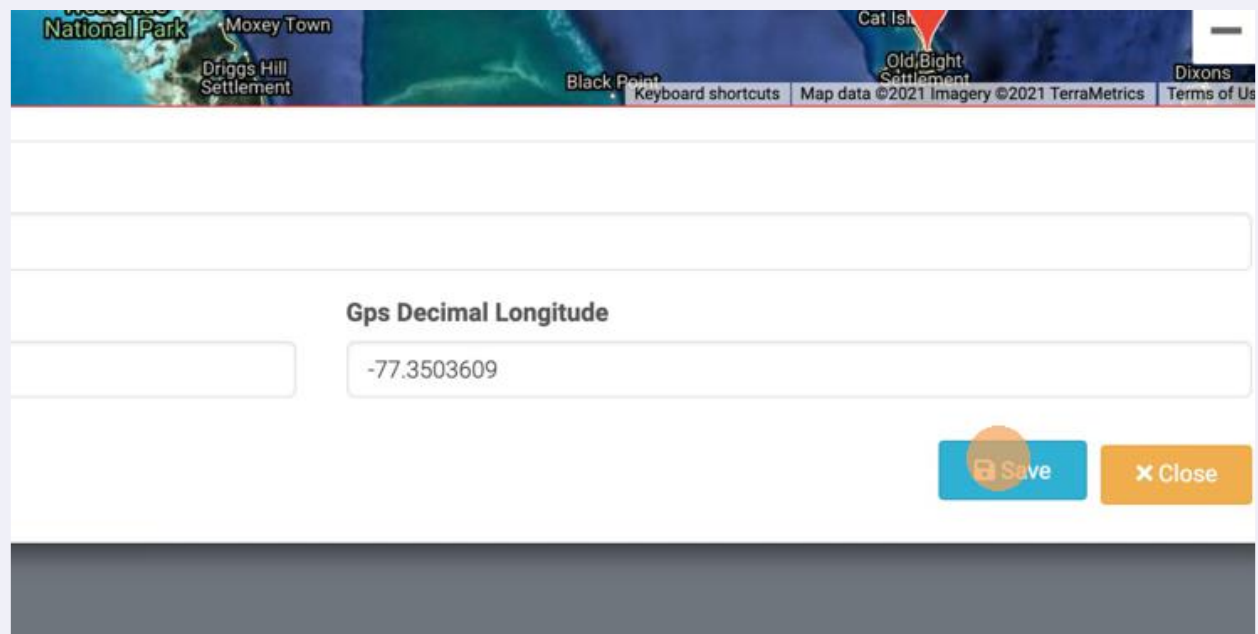 National Park
Moxey Town
Cat Isl
Driggs Hill
Settlement
Old Bight
Settlement
Black Point
Dixons
Keyboard shortcuts
Map data ©2021 Imagery ©2021 TerraMetrics
Terms of Us
Gps Decimal Longitude
-77.3503609
Save
× Close